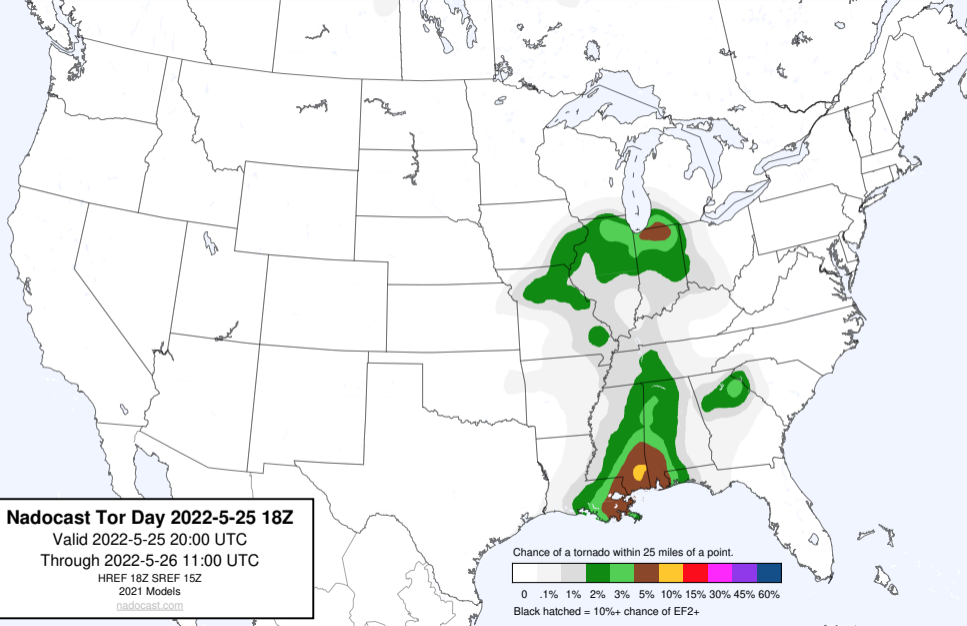 Nadocast Tor Day 2022-5-25 18Z
Valid 2022-5-25 20:00 UTC
Through 2022-5-26 11:00 UTC
HREF 18Z SREF 15Z
2021 Models
nadocast.com
Chance of a tornado within 25 miles of a point.
0 .1% 1% 2% 3% 5% 10% 15% 30% 45% 60%
Black hatched = 10%+ chance of EF2+